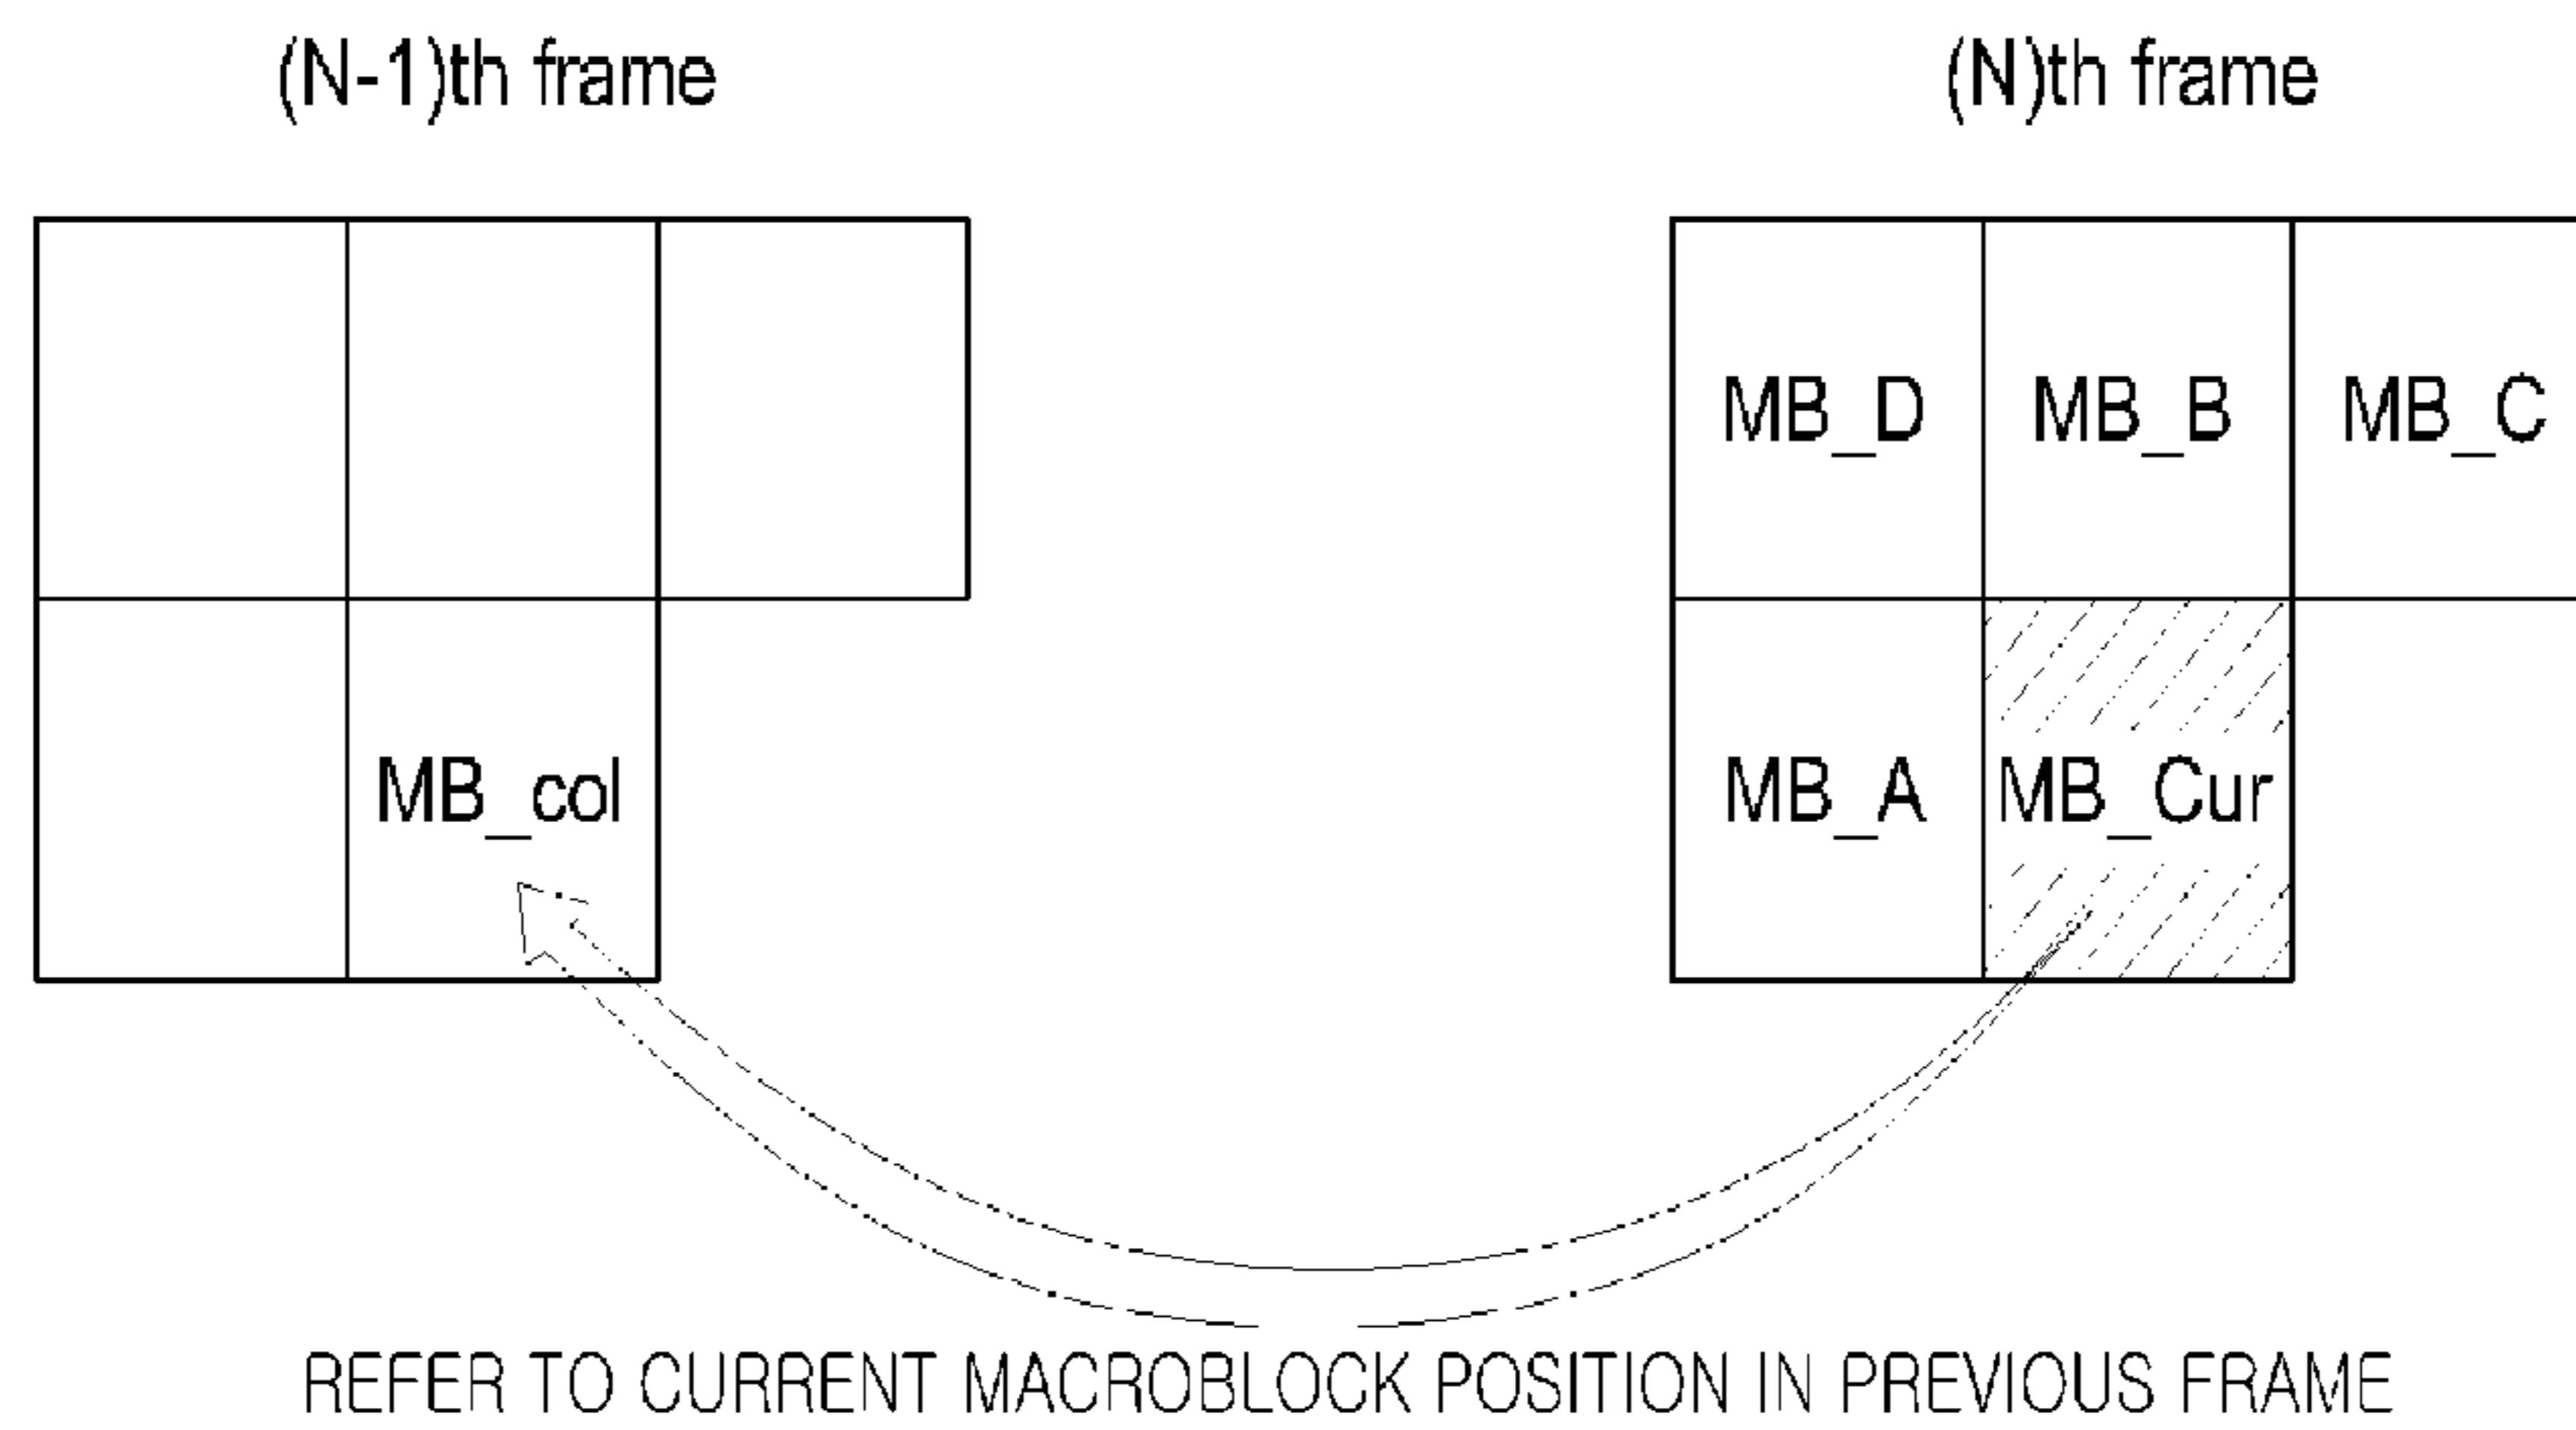 (N-1)th frame
(N)th frame
MB_D
MB_B
MB_C
MB_col
MB_A
MB_Cur
REFER TO CURRENT MACROBLOCK POSITION IN PREVIOUS FRAME